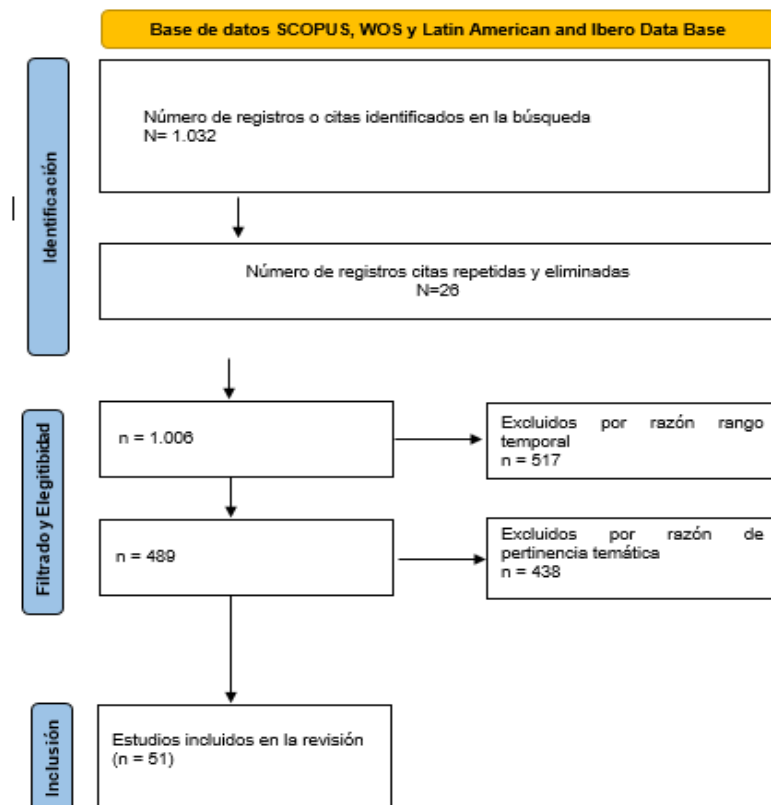 Base de datos SCOPUS, WOS y Latin American and Ibero Data Base
Identificación
Número de registros o citas identificados en la búsqueda
N= 1.032
Número de registros citas repetidas y eliminadas
N=26
Filtrado y Elegitibidad
n = 1.006
Excluidos por razón rango
temporal
n = 517
n = 489
Excluidos por razón de
pertinencia temática
n = 438
Inclusión
Estudios incluidos en la revisión
(n = 51)